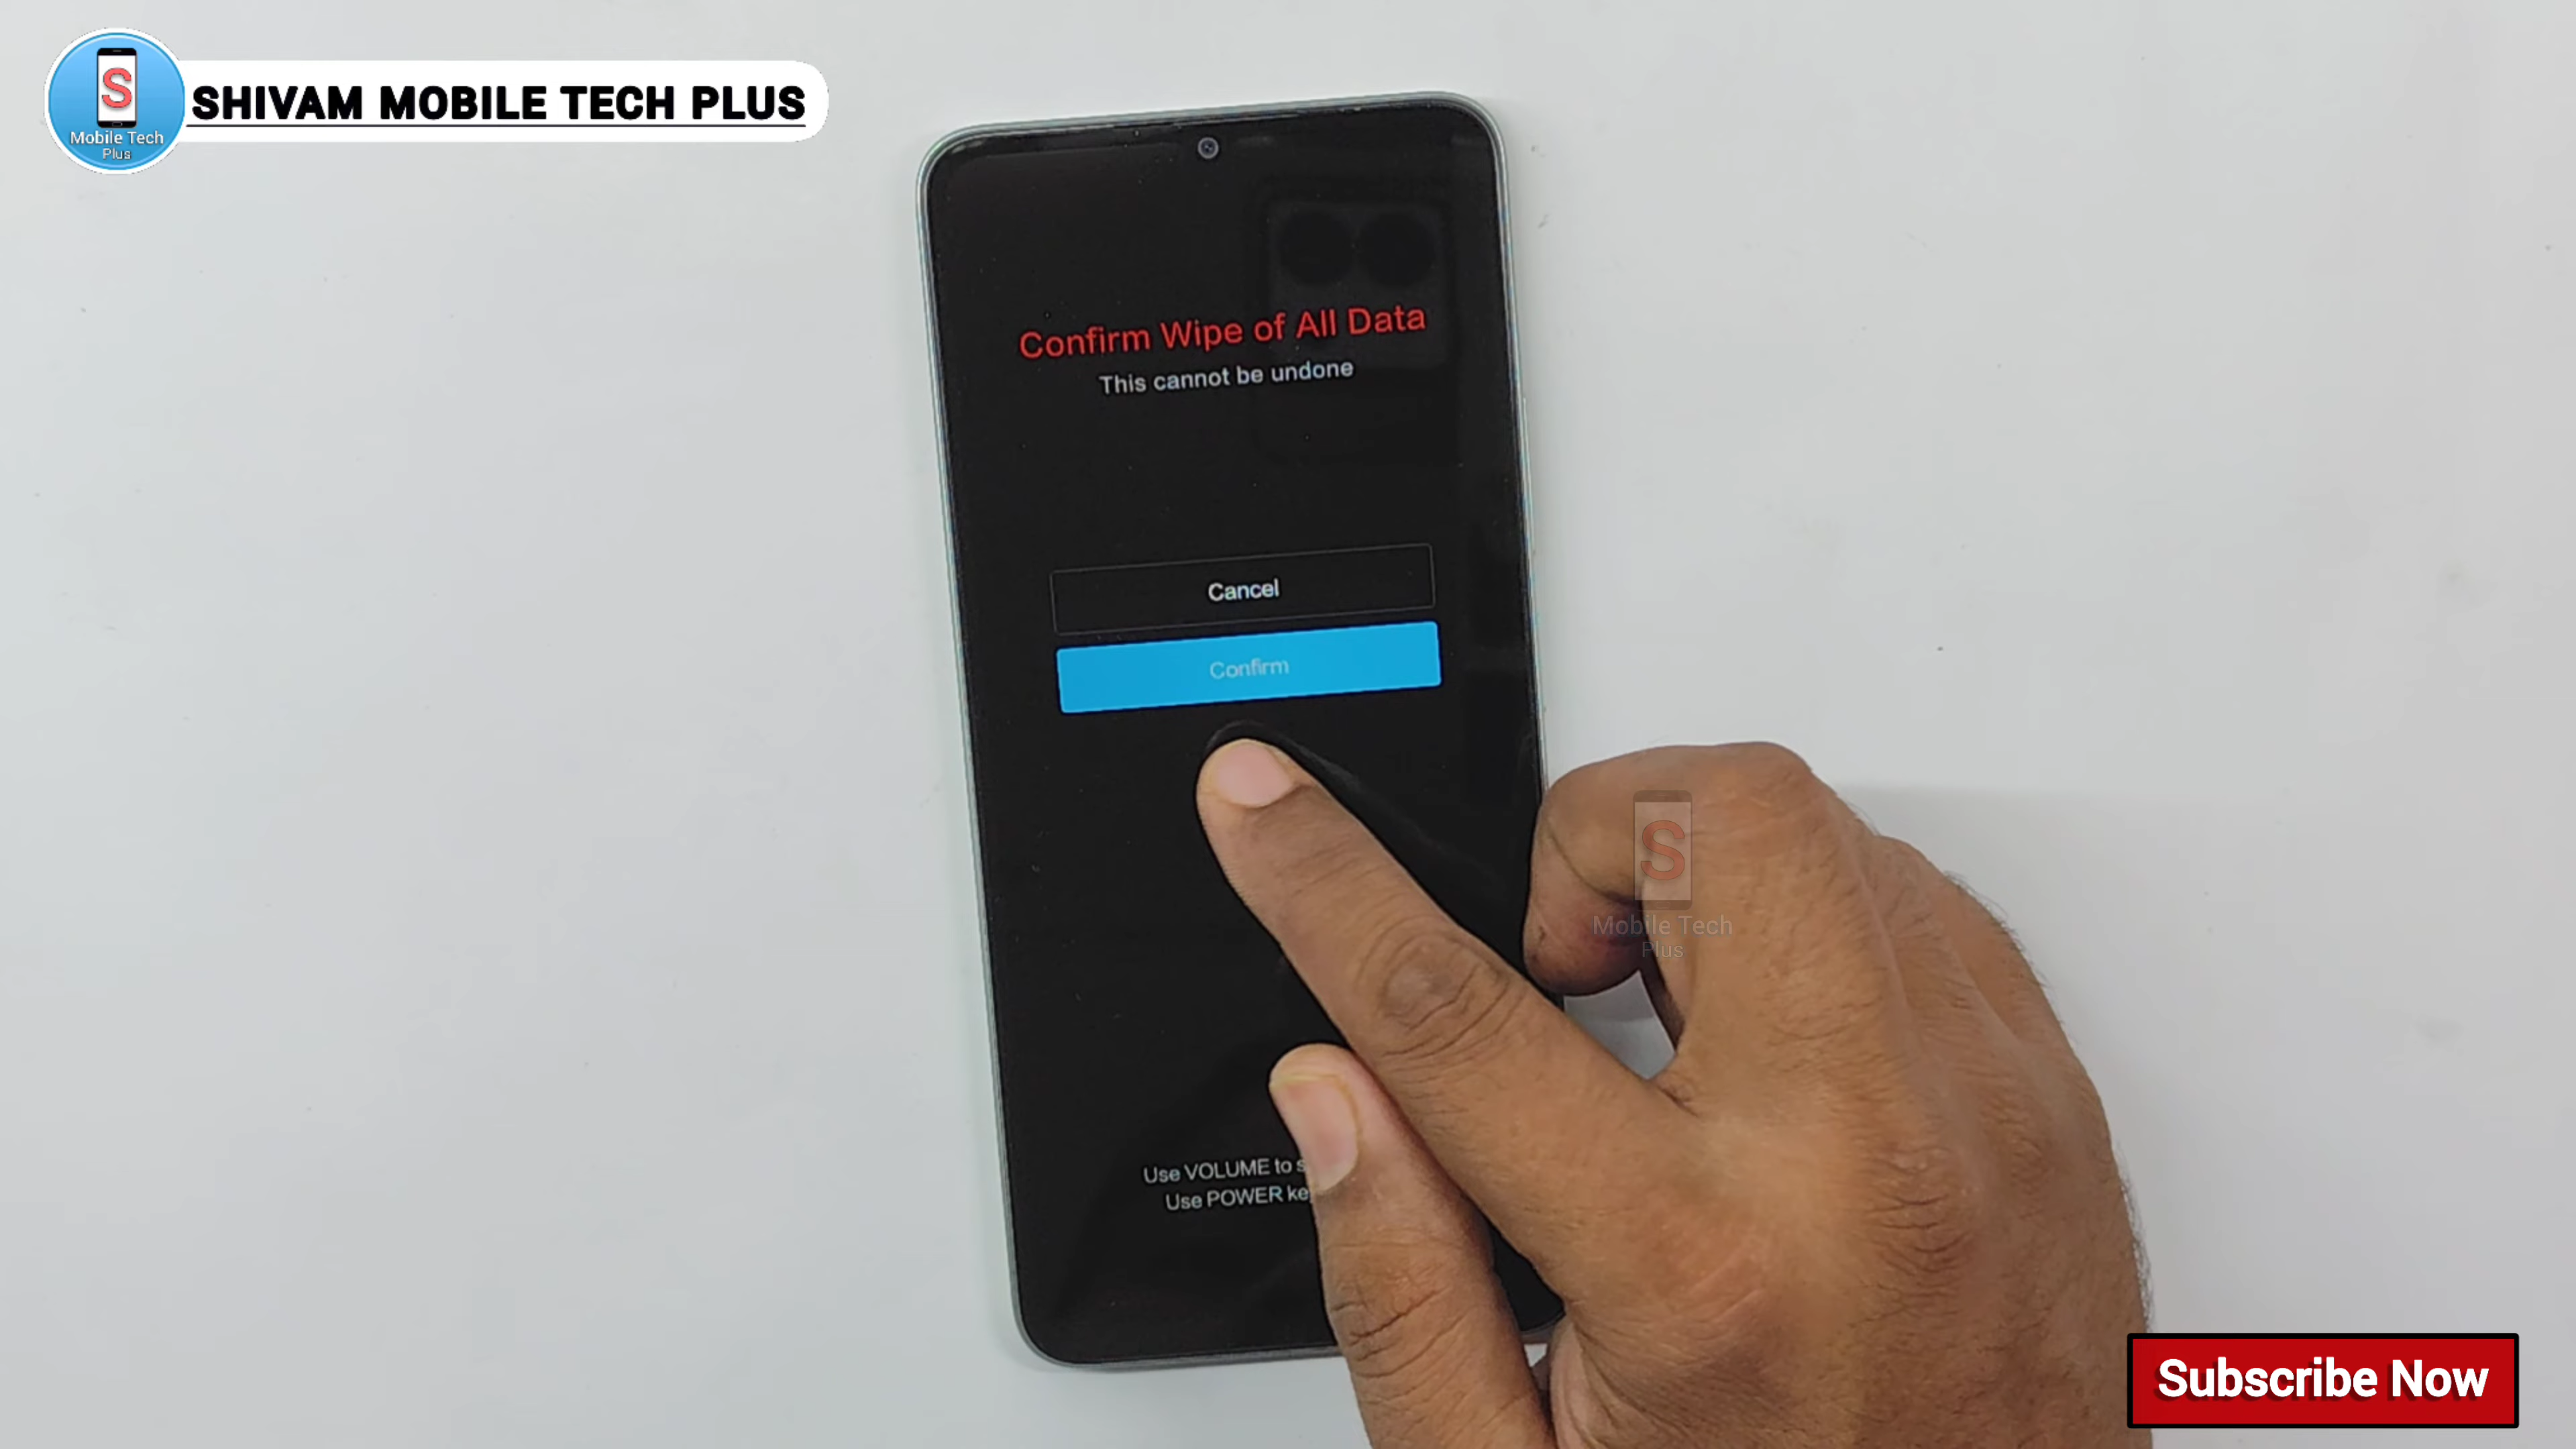 S
Mobile Tech
Plus
SHIVAM MOBILE TECH PLUS
Confirm Wipe of All Data
This cannot be undone
Cancel
Confirm
S
Mobile Tech
Plus
Use VOLUME to s
Use POWER ke
Subscribe Now